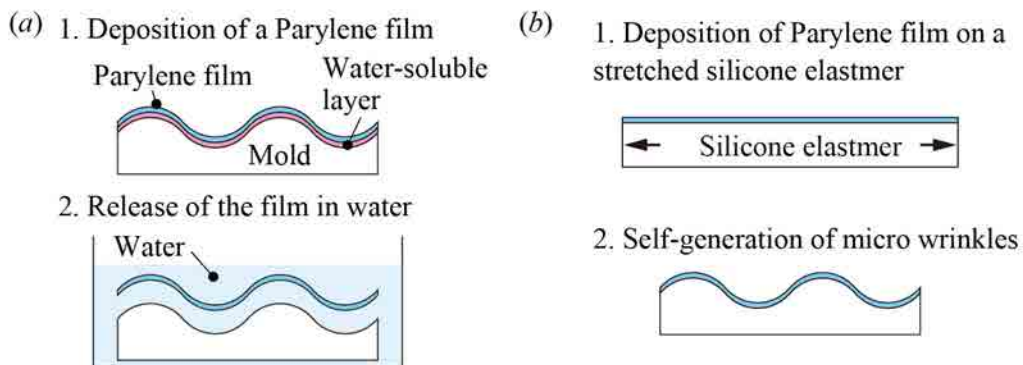 (a) 1. Deposition of a Parylene film
Parylene film
Water-soluble
layer
Mold
2. Release of the film in water
Water
(b) 1. Deposition of Parylene film on a
stretched silicone elastmer
Silicone elastmer
2. Self-generation of micro wrinkles